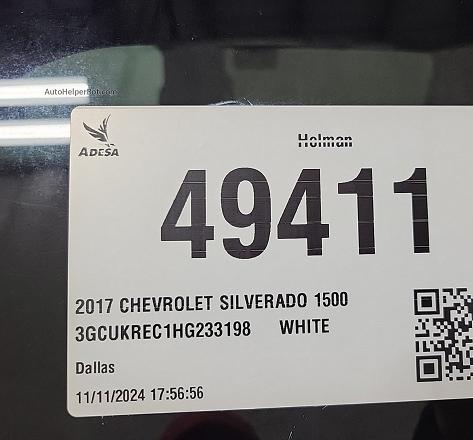 AutoHelperBot.com
ADESA
Holman
49411
2017 CHEVROLET SILVERADO 1500
3GCUKREC1HG233198 WHITE
Dallas
11/11/2024 17:56:56